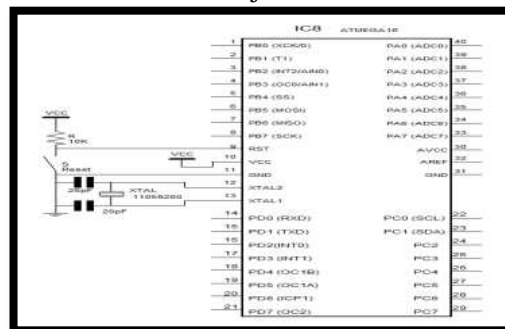 IC8 ATMEGA16
1 PB0 (XCK/0) PA0 (ADC0) 40
2 PB1 (T1) PA1 (ADC1) 39
3 PB2 (INT2/AIN0) PA2 (ADC2) 38
4 PB3 (OC0/AIN1) PA3 (ADC3) 37
5 PB4 (SS) PA4 (ADC4) 36
6 PB5 (MOSI) PA5 (ADC5) 35
7 PB6 (MISO) PA6 (ADC6) 34
8 PB7 (SCK) PA7 (ADC7) 33
VCC
R
10K
9 RST AVCC 30
VCC 10 VCC AREF 32
Reset
11 GND GND 31
XTAL 12 XTAL2
11059200
13 XTAL1
20pF
14 PD0 (RXD) PC0 (SCL) 22
15 PD1 (TXD) PC1 (SDA) 23
16 PD2(INT0) PC2 24
17 PD3 (INT1) PC3 25
18 PD4 (OC1B) PC4 26
19 PD5 (OC1A) PC5 27
20 PD6 (ICP1) PC6 28
21 PD7 (OC2) PC7 29